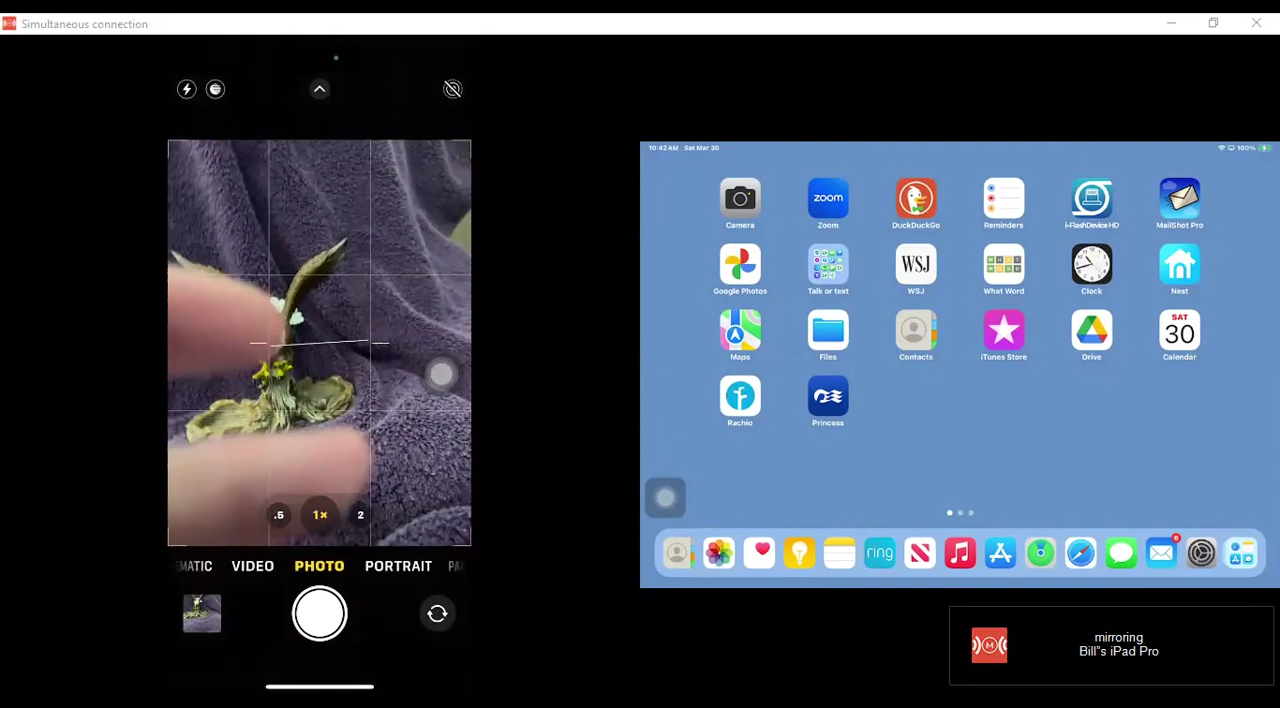 Simultaneous connection
.5
1×
2
MATIC VIDEO PHOTO PORTRAIT PA
10:42 AM Sat Mar 30
100%
Camera
zoom
Zoom
DuckDuckGo
Reminders
i-FlashDevice HD
MailShot Pro
Google Photos
Talk or text
WSJ
WSJ
What Word
Clock
Nest
Maps
Files
Contacts
iTunes Store
Drive
SAT
30
Calendar
Rachio
Princess
ring
mirroring
Bill"s iPad Pro